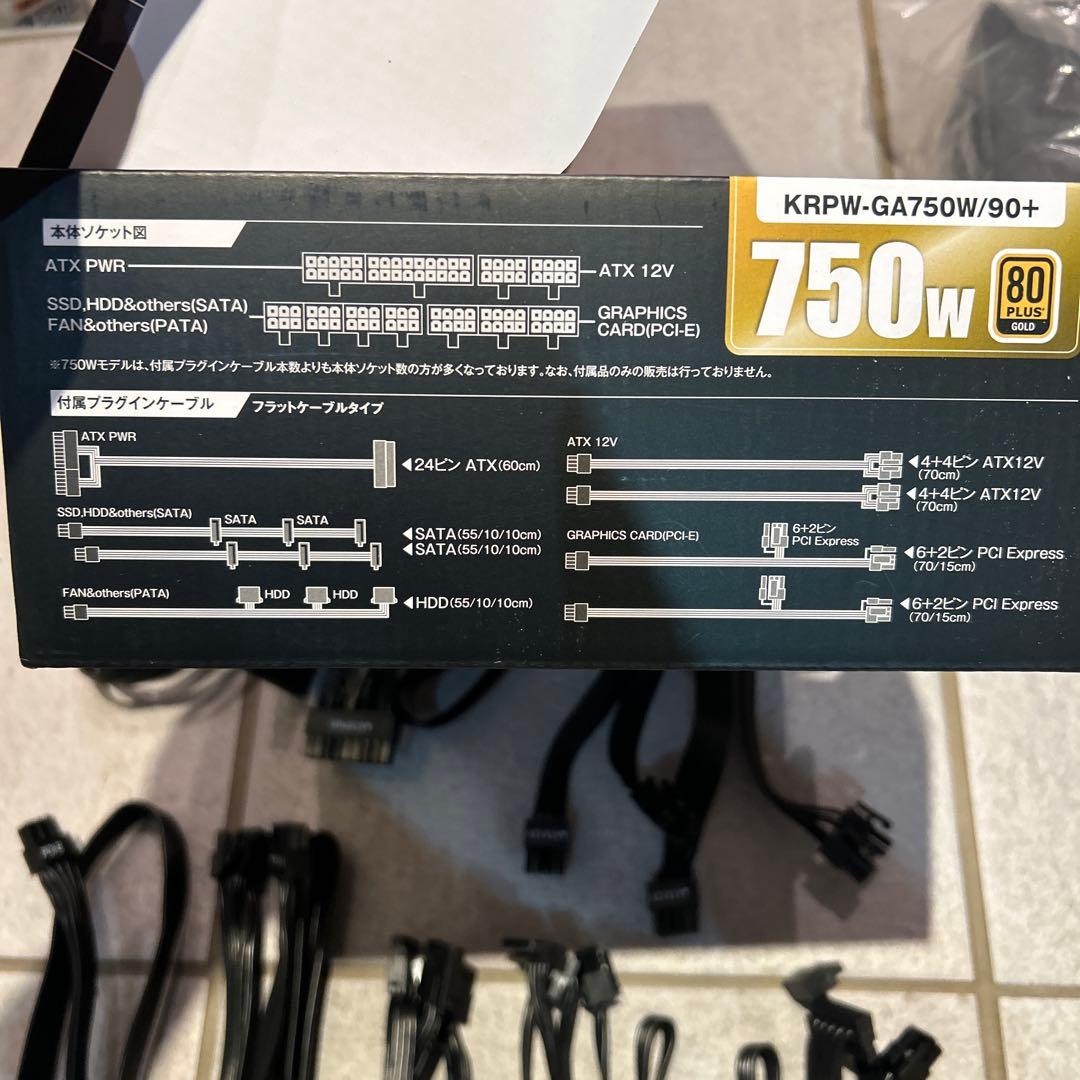 KRPW-GA750W/90+
750W
80
PLUS
GOLD
本体ソケット図
ATX PWR
ATX 12V
SSD,HDD&others(SATA)
FAN&others(PATA)
GRAPHICS
CARD(PCI-E)
※750Wモデルは、付属プラグインケーブル本数よりも本体ソケット数の方が多くなっております。なお、付属品のみの販売は行っておりません。
付属プラグインケーブル フラットケーブルタイプ
ATX PWR
24ピン ATX(60cm)
SSD,HDD&others(SATA)
SATA SATA
SATA(55/10/10cm)
SATA(55/10/10cm)
FAN&others(PATA)
HDD HDD
HDD(55/10/10cm)
ATX 12V
4+4ピン ATX12V
(70cm)
4+4ピン ATX12V
(70cm)
GRAPHICS CARD(PCI-E)
6+2ピン
PCI Express
6+2ピン PCI Express
(70/15cm)
6+2ピン PCI Express
(70/15cm)